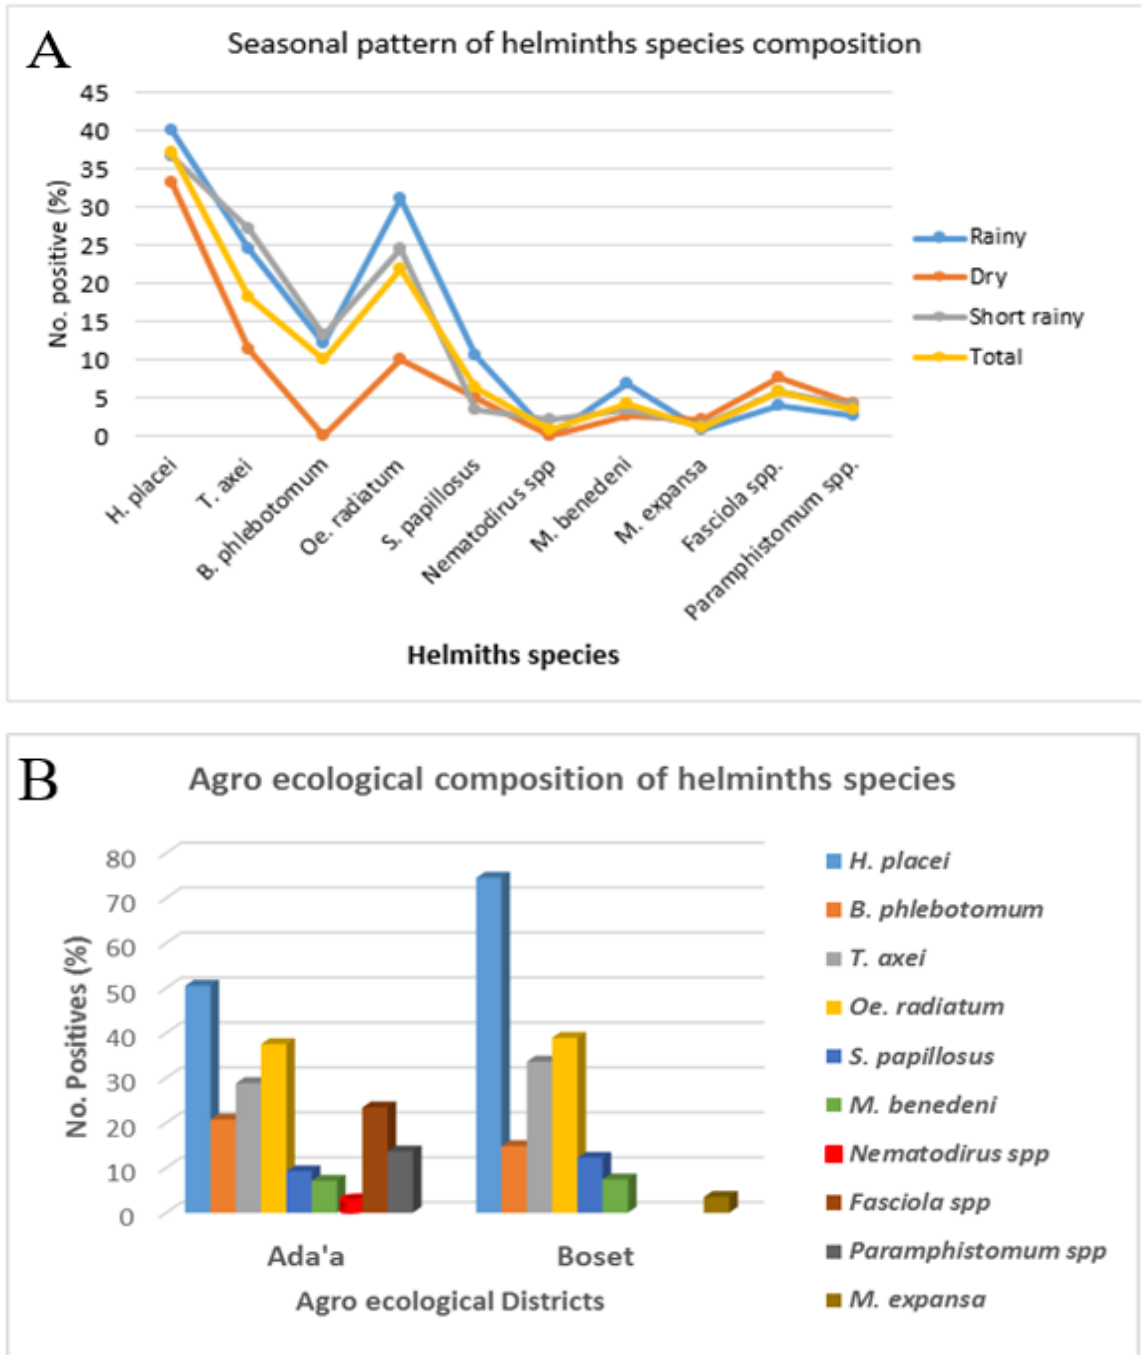 A
Seasonal pattern of helminths species composition
No. positive (%)
45
40
35
30
25
20
15
10
5
0
H. placei
T. axei
B. phlebotomum
Oe. radiatum
S. papillosus
Nematodirus spp
M. benedeni
M. expansa
Fasciola spp.
Paramphistomum spp.
Helmiths species
Rainy
Dry
Short rainy
Total
B
Agro ecological composition of helminths species
No. Positives (%)
80
70
60
50
40
30
20
10
0
Ada'a
Boset
Agro ecological Districts
H. placei
B. phlebotomum
T. axei
Oe. radiatum
S. papillosus
M. benedeni
Nematodirus spp
Fasciola spp
Paramphistomum spp
M. expansa